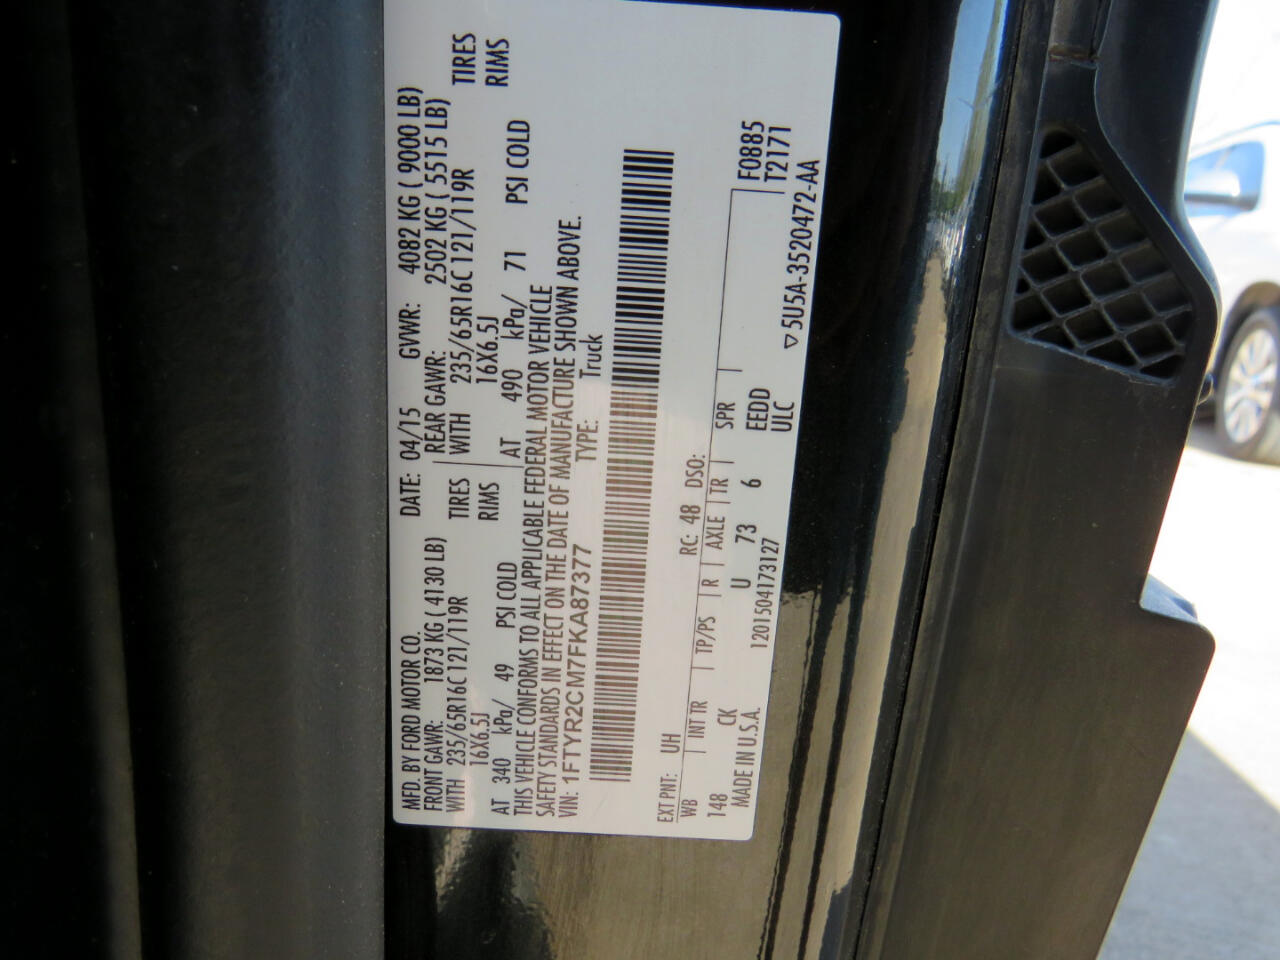 MFD. BY FORD MOTOR CO. DATE: 04/15 GVWR: 4082 KG ( 9000 LB)
FRONT GAWR: 1873 KG ( 4130 LB) REAR GAWR: 2502 KG ( 5515 LB)
WITH 235/65R16C 121/119R TIRES WITH 235/65R16C 121/119R TIRES
16X6.5J RIMS 16X6.5J RIMS
AT 340 kPa/ 49 PSI COLD AT 490 kPa/ 71 PSI COLD
THIS VEHICLE CONFORMS TO ALL APPLICABLE FEDERAL MOTOR VEHICLE
SAFETY STANDARDS IN EFFECT ON THE DATE OF MANUFACTURE SHOWN ABOVE.
VIN: 1FTYR2CM7FKA87377 TYPE: Truck
EXT PNT: UH RC: 48 DSO: F0885
WB INT TR TP/PS R AXLE TR SPR T2171
148 CK U 73 6 EEDD
MADE IN U.S.A. 120150417312​7 ULC ▽5U5A-3520472-AA